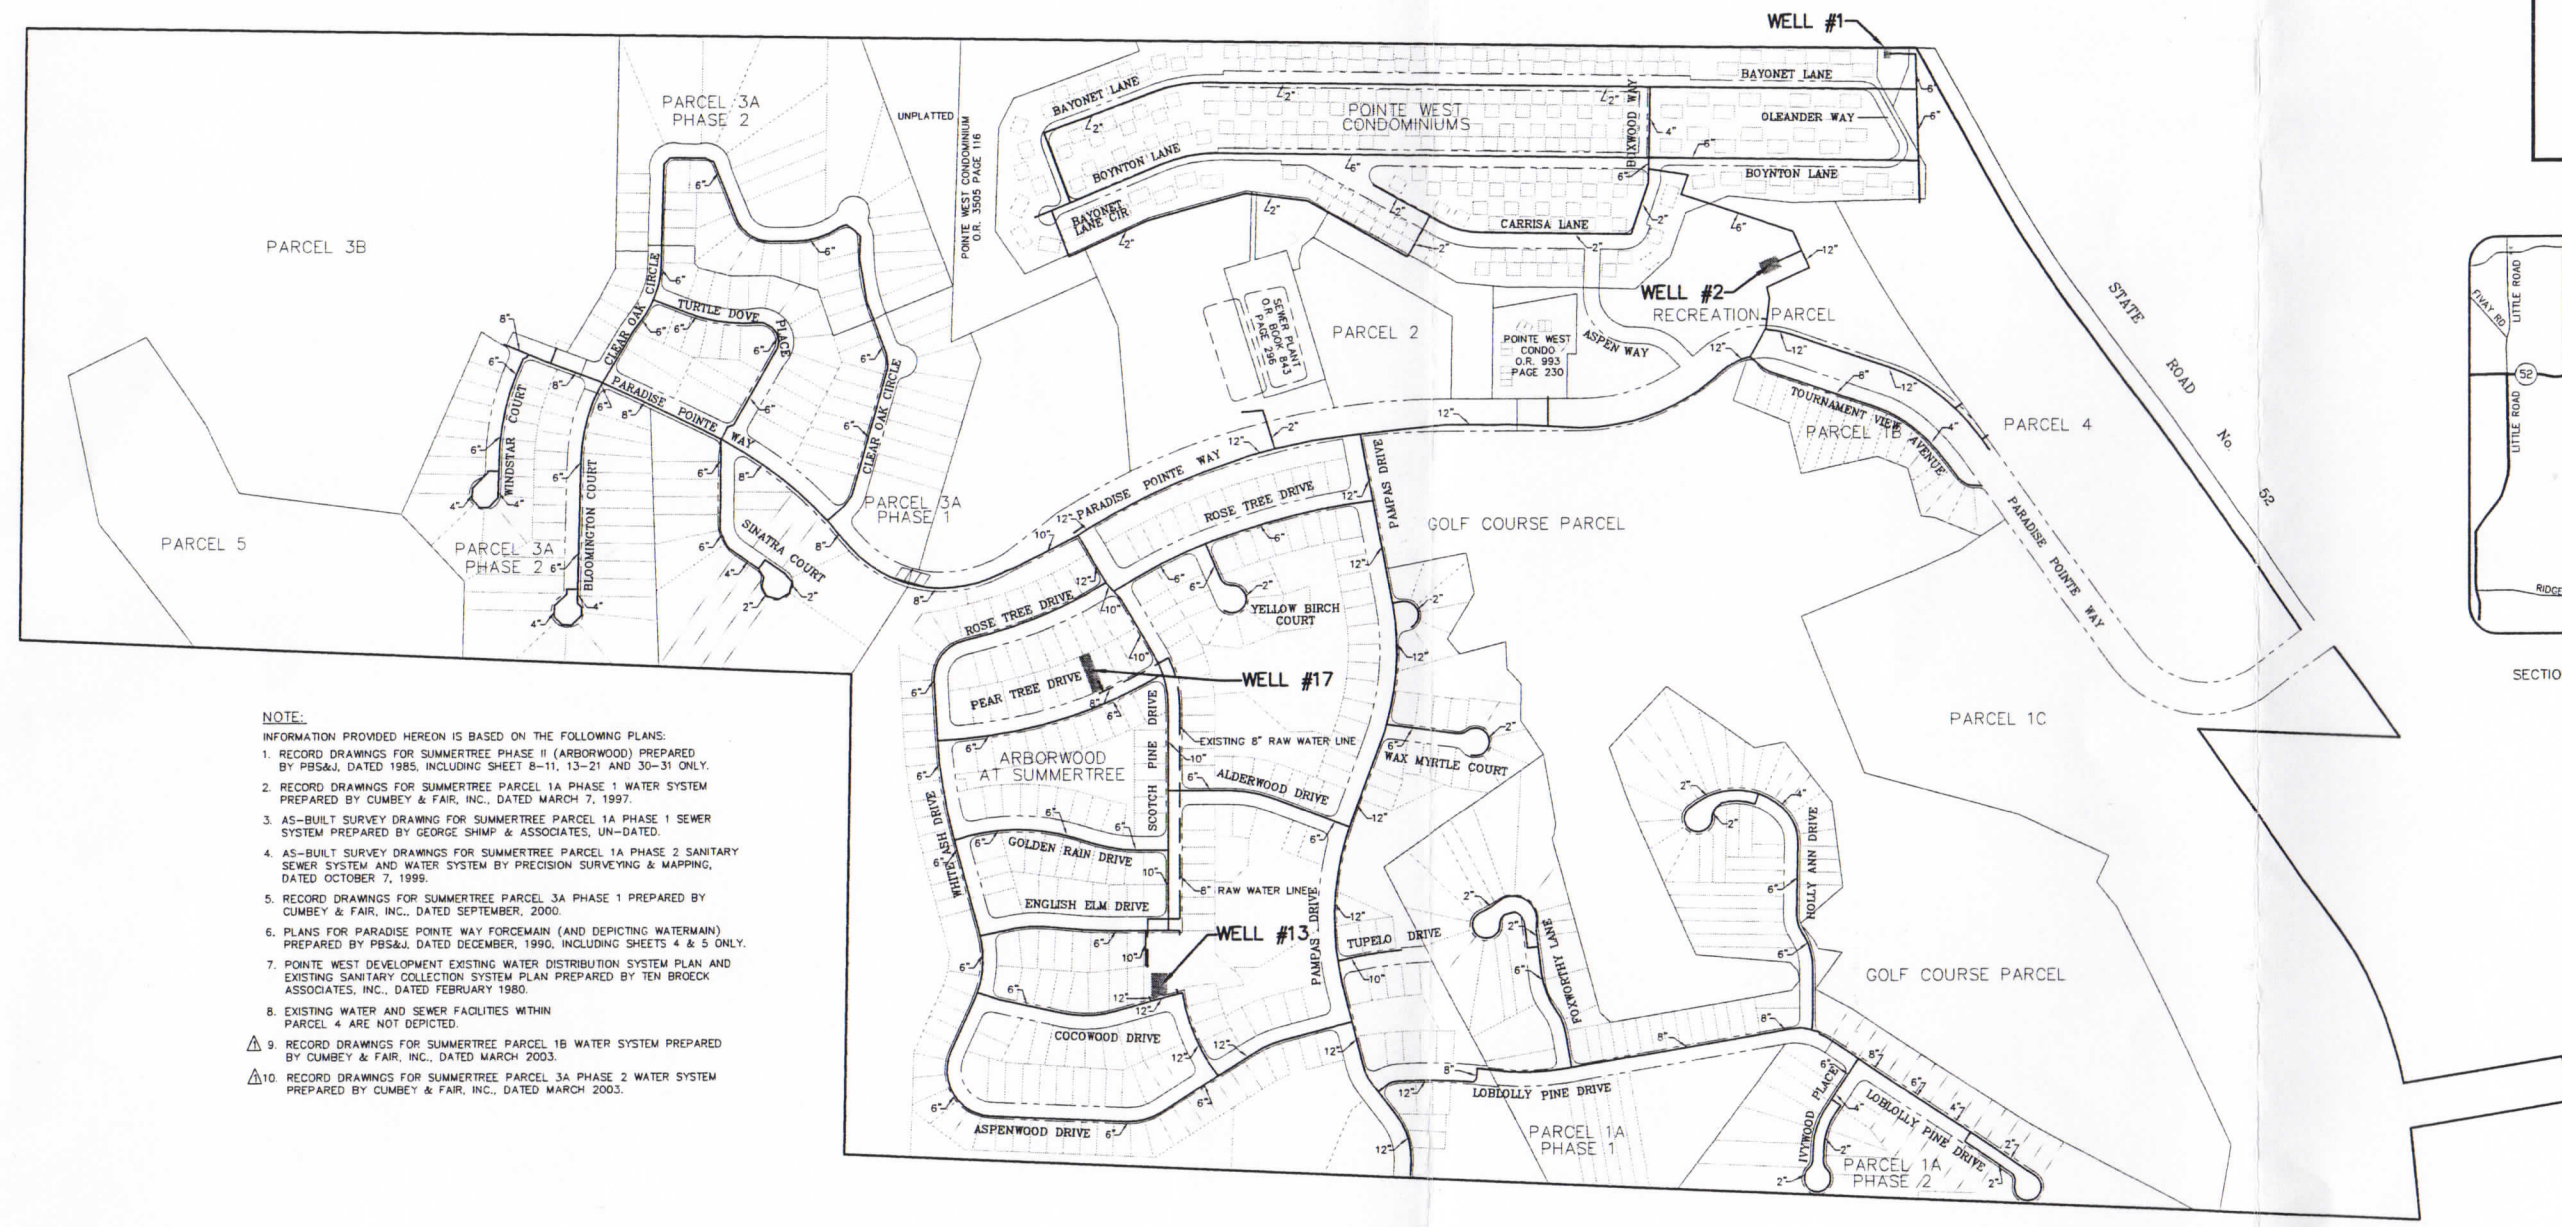 WELL #1
BAYONET LANE
BAYONET LANE
PARCEL 3A
PHASE 2
UNPLATTED
POINTE WEST CONDOMINIUM
O.R. 3505 PAGE 116
POINTE WEST
CONDOMINIUMS
BOXWOOD WAY
OLEANDER WAY
BOYNTON LANE
BOYNTON LANE
BAYONET
LANE CIR
CARRISA LANE
PARCEL 3B
CLEAR OAK CIRCLE
TURTLE DOVE
PLACE
SEWER PLANT
O.R. BOOK 843
PAGE 296
PARCEL 2
WELL #2
RECREATION PARCEL
POINTE WEST
CONDO
O.R. 993
PAGE 230
ASPEN WAY
STATE
ROAD
No.
52
FIVAY RD
LITTLE ROAD
52
LITTLE ROAD
RIDGE
SECTIO
WINDSTAR COURT
PARADISE POINTE WAY
CLEAR OAK CIRCLE
BLOOMINGTON COURT
SINATRA COURT
PARCEL 3A
PHASE 1
PARCEL 5
PARCEL 3A
PHASE 2
PARADISE POINTE WAY
ROSE TREE DRIVE
PAMPAS DRIVE
TOURNAMENT VIEW AVENUE
PARCEL 1B
PARCEL 4
GOLF COURSE PARCEL
PARADISE POINTE WAY
ROSE TREE DRIVE
YELLOW BIRCH
COURT
WELL #17
PEAR TREE DRIVE
SCOTCH PINE DRIVE
EXISTING 8" RAW WATER LINE
ARBORWOOD
AT SUMMERTREE
WHITE ASH DRIVE
ALDERWOOD DRIVE
WAX MYRTLE COURT
PARCEL 1C
GOLDEN RAIN DRIVE
ENGLISH ELM DRIVE
8" RAW WATER LINE
WELL #13
PAMPAS DRIVE
TUPELO DRIVE
FOXWORTHY LANE
HOLLY ANN DRIVE
GOLF COURSE PARCEL
COCOWOOD DRIVE
ASPENWOOD DRIVE
LOBLOLLY PINE DRIVE
PARCEL 1A
PHASE 1
IVYWOOD PLACE
LOBLOLLY PINE DRIVE
PARCEL 1A
PHASE 2
NOTE:
INFORMATION PROVIDED HEREON IS BASED ON THE FOLLOWING PLANS:
1. RECORD DRAWINGS FOR SUMMERTREE PHASE II (ARBORWOOD) PREPARED
BY PBS&J, DATED 1985, INCLUDING SHEET 8-11, 13-21 AND 30-31 ONLY.
2. RECORD DRAWINGS FOR SUMMERTREE PARCEL 1A PHASE 1 WATER SYSTEM
PREPARED BY CUMBEY & FAIR, INC., DATED MARCH 7, 1997.
3. AS-BUILT SURVEY DRAWING FOR SUMMERTREE PARCEL 1A PHASE 1 SEWER
SYSTEM PREPARED BY GEORGE SHIMP & ASSOCIATES, UN-DATED.
4. AS-BUILT SURVEY DRAWINGS FOR SUMMERTREE PARCEL 1A PHASE 2 SANITARY
SEWER SYSTEM AND WATER SYSTEM BY PRECISION SURVEYING & MAPPING,
DATED OCTOBER 7, 1999.
5. RECORD DRAWINGS FOR SUMMERTREE PARCEL 3A PHASE 1 PREPARED BY
CUMBEY & FAIR, INC., DATED SEPTEMBER, 2000.
6. PLANS FOR PARADISE POINTE WAY FORCEMAIN (AND DEPICTING WATERMAIN)
PREPARED BY PBS&J, DATED DECEMBER, 1990, INCLUDING SHEETS 4 & 5 ONLY.
7. POINTE WEST DEVELOPMENT EXISTING WATER DISTRIBUTION SYSTEM PLAN AND
EXISTING SANITARY COLLECTION SYSTEM PLAN PREPARED BY TEN BROECK
ASSOCIATES, INC., DATED FEBRUARY 1980.
8. EXISTING WATER AND SEWER FACILITIES WITHIN
PARCEL 4 ARE NOT DEPICTED.
1 9. RECORD DRAWINGS FOR SUMMERTREE PARCEL 1B WATER SYSTEM PREPARED
BY CUMBEY & FAIR, INC., DATED MARCH 2003.
1 10. RECORD DRAWINGS FOR SUMMERTREE PARCEL 3A PHASE 2 WATER SYSTEM
PREPARED BY CUMBEY & FAIR, INC., DATED MARCH 2003.